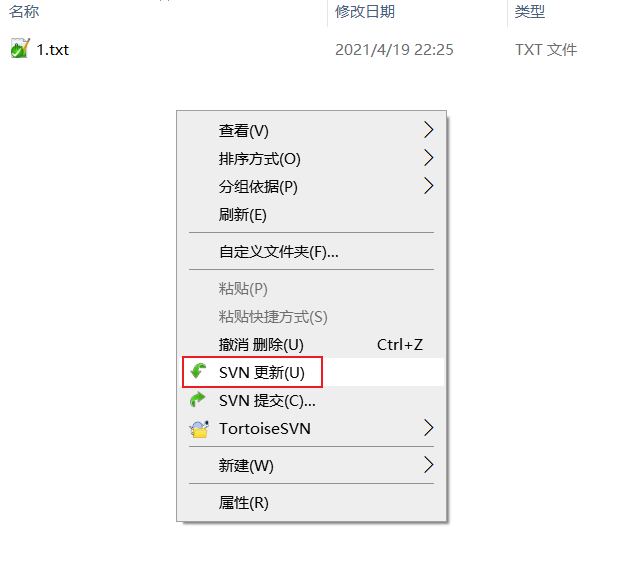 名称 修改日期 类型
1.txt 2021/4/19 22:25 TXT 文件
查看(V)
排序方式(O)
分组依据(P)
刷新(E)
自定义文件夹(F)...
粘贴(P)
粘贴快捷方式(S)
撤消 删除(U) Ctrl+Z
SVN 更新(U)
SVN 提交(C)...
TortoiseSVN
新建(W)
属性(R)